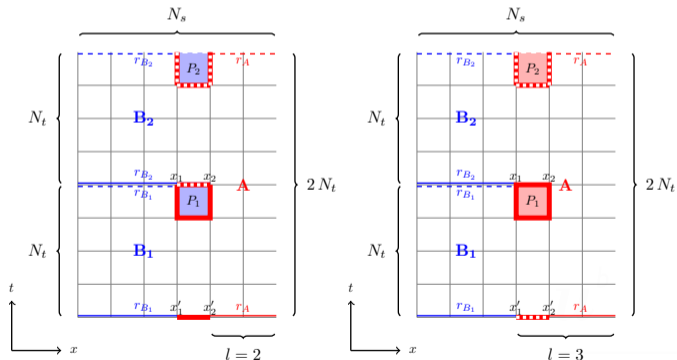 N_s
r_{B_2} P_2 r_A
N_t B_2
r_{B_2} x_1 x_2
r_{B_1} P_1 A 2 N_t
N_t B_1
r_{B_1} x'_1 x'_2 r_A
t
x
l = 2
N_s
r_{B_2} P_2 r_A
N_t B_2
r_{B_2} x_1 x_2
r_{B_1} P_1 A 2 N_t
N_t B_1
r_{B_1} x'_1 x'_2 r_A
t
x
l = 3